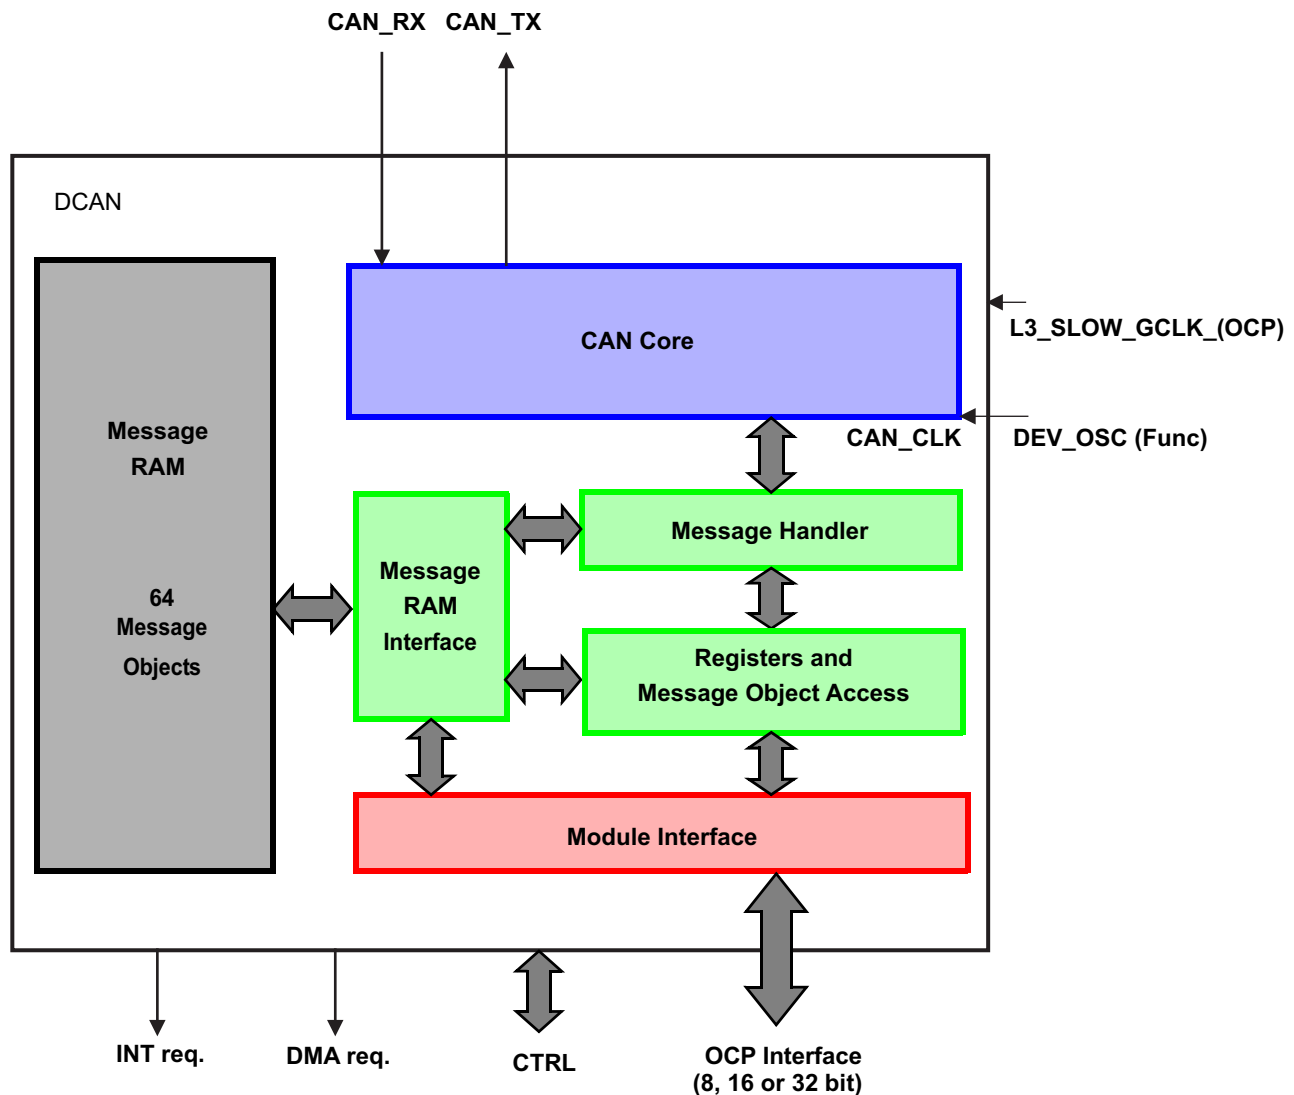 CAN_RX CAN_TX
DCAN
CAN Core
L3_SLOW_GCLK_(OCP)
CAN_CLK
DEV_OSC (Func)
Message
RAM
64
Message
Objects
Message Handler
Message
RAM
Interface
Registers and
Message Object Access
Module Interface
INT req.
DMA req.
CTRL
OCP Interface
(8, 16 or 32 bit)